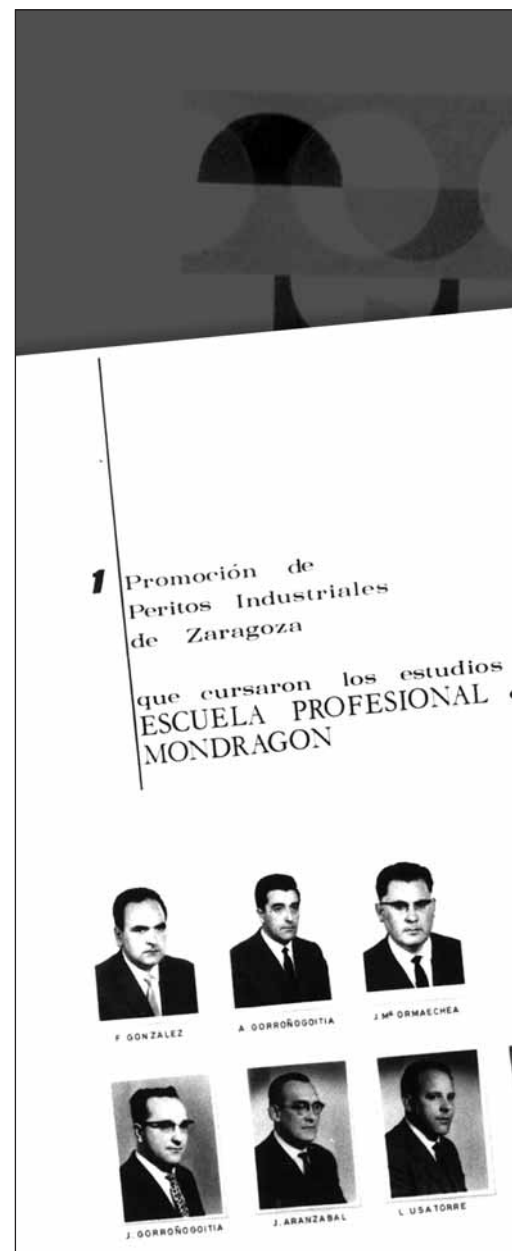 1 Promoción de
Peritos Industriales
de Zaragoza
que cursaron los estudios
ESCUELA PROFESIONAL
MONDRAGON
F. GONZALEZ
A. GORROÑOGOITIA
J. Mª ORMAECHEA
J. GORROÑOGOITIA
J. ARANZABAL
L. USATORRE